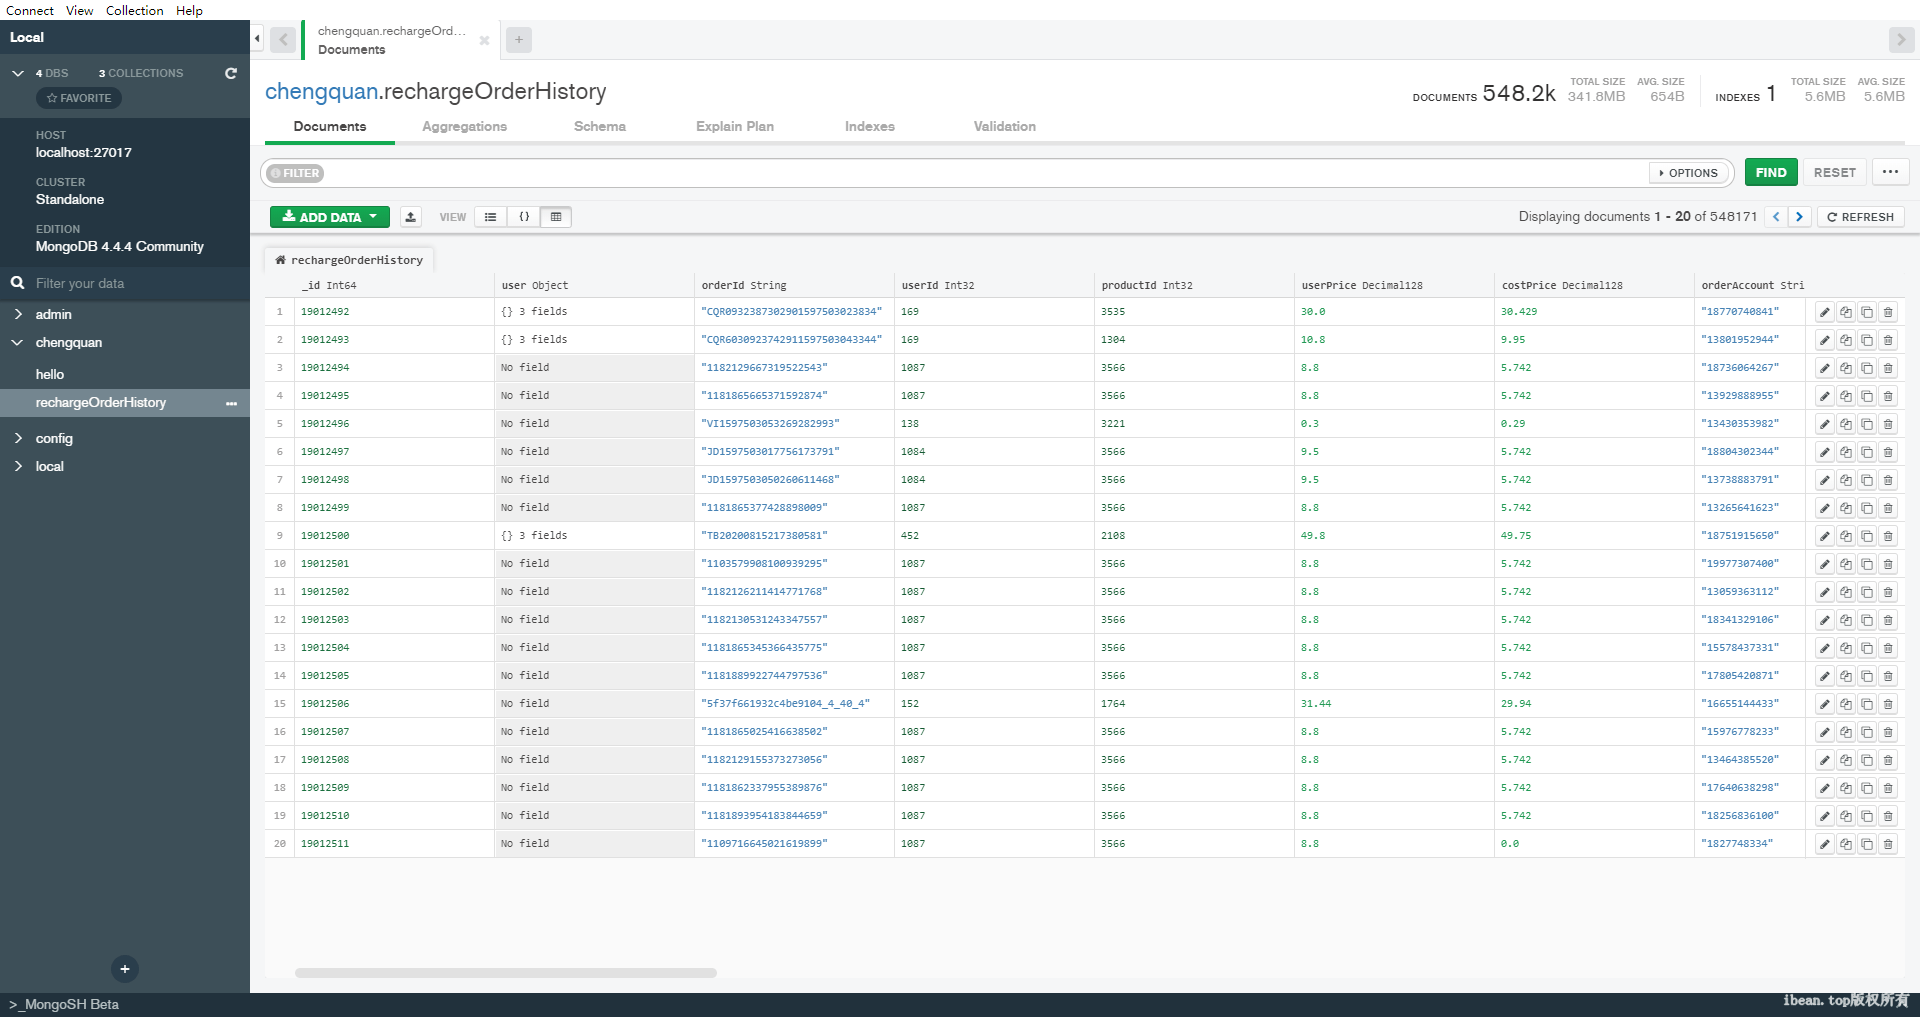 Connect View Collection Help
Local
4 DBS 3 COLLECTIONS
FAVORITE
HOST
localhost:27017
CLUSTER
Standalone
EDITION
MongoDB 4.4.4 Community
Filter your data
admin
chengquan
hello
rechargeOrderHistory
config
local
>_MongoSH Beta
chengquan.rechargeOrd...
Documents
chengquan.rechargeOrderHistory
DOCUMENTS 548.2k TOTAL SIZE 341.8MB AVG. SIZE 654B INDEXES 1 TOTAL SIZE 5.6MB AVG. SIZE 5.6MB
Documents Aggregations Schema Explain Plan Indexes Validation
FILTER OPTIONS FIND RESET
ADD DATA VIEW {} Displaying documents 1 - 20 of 548171 REFRESH
rechargeOrderHistory
_id Int64 user Object orderId String userId Int32 productId Int32 userPrice Decimal128 costPrice Decimal128 orderAccount Stri
1 19012492 {} 3 fields "CQR0932387302901597503023834" 169 3535 30.0 30.429 "18770740841"
2 19012493 {} 3 fields "CQR6030923742911597503043344" 169 1304 10.8 9.95 "13801952944"
3 19012494 No field "1182129667319522543" 1087 3566 8.8 5.742 "18736064267"
4 19012495 No field "1181865665371592874" 1087 3566 8.8 5.742 "13929888955"
5 19012496 No field "VI1597503053269282993" 138 3221 0.3 0.29 "13430353982"
6 19012497 No field "JD1597503017756173791" 1084 3566 9.5 5.742 "18804302344"
7 19012498 No field "JD1597503050260611468" 1084 3566 9.5 5.742 "13738883791"
8 19012499 No field "1181865377428898009" 1087 3566 8.8 5.742 "13265641623"
9 19012500 {} 3 fields "TB20200815217380581" 452 2108 49.8 49.75 "18751915650"
10 19012501 No field "1103579908100939295" 1087 3566 8.8 5.742 "19977307400"
11 19012502 No field "1182126211414771768" 1087 3566 8.8 5.742 "13059363112"
12 19012503 No field "1182130531243347557" 1087 3566 8.8 5.742 "18341329106"
13 19012504 No field "1181865345366435775" 1087 3566 8.8 5.742 "15578437331"
14 19012505 No field "1181889922744797536" 1087 3566 8.8 5.742 "17805420871"
15 19012506 No field "5f37f661932c4be9104_4_40_4" 152 1764 31.44 29.94 "16655144433"
16 19012507 No field "1181865025416638502" 1087 3566 8.8 5.742 "15976778233"
17 19012508 No field "1182129155373273056" 1087 3566 8.8 5.742 "13464385520"
18 19012509 No field "1181862337955389876" 1087 3566 8.8 5.742 "17640638298"
19 19012510 No field "1181893954183844659" 1087 3566 8.8 5.742 "18256836100"
20 19012511 No field "1109716645021619899" 1087 3566 8.8 0.0 "1827748334"
ibean.top版权所有